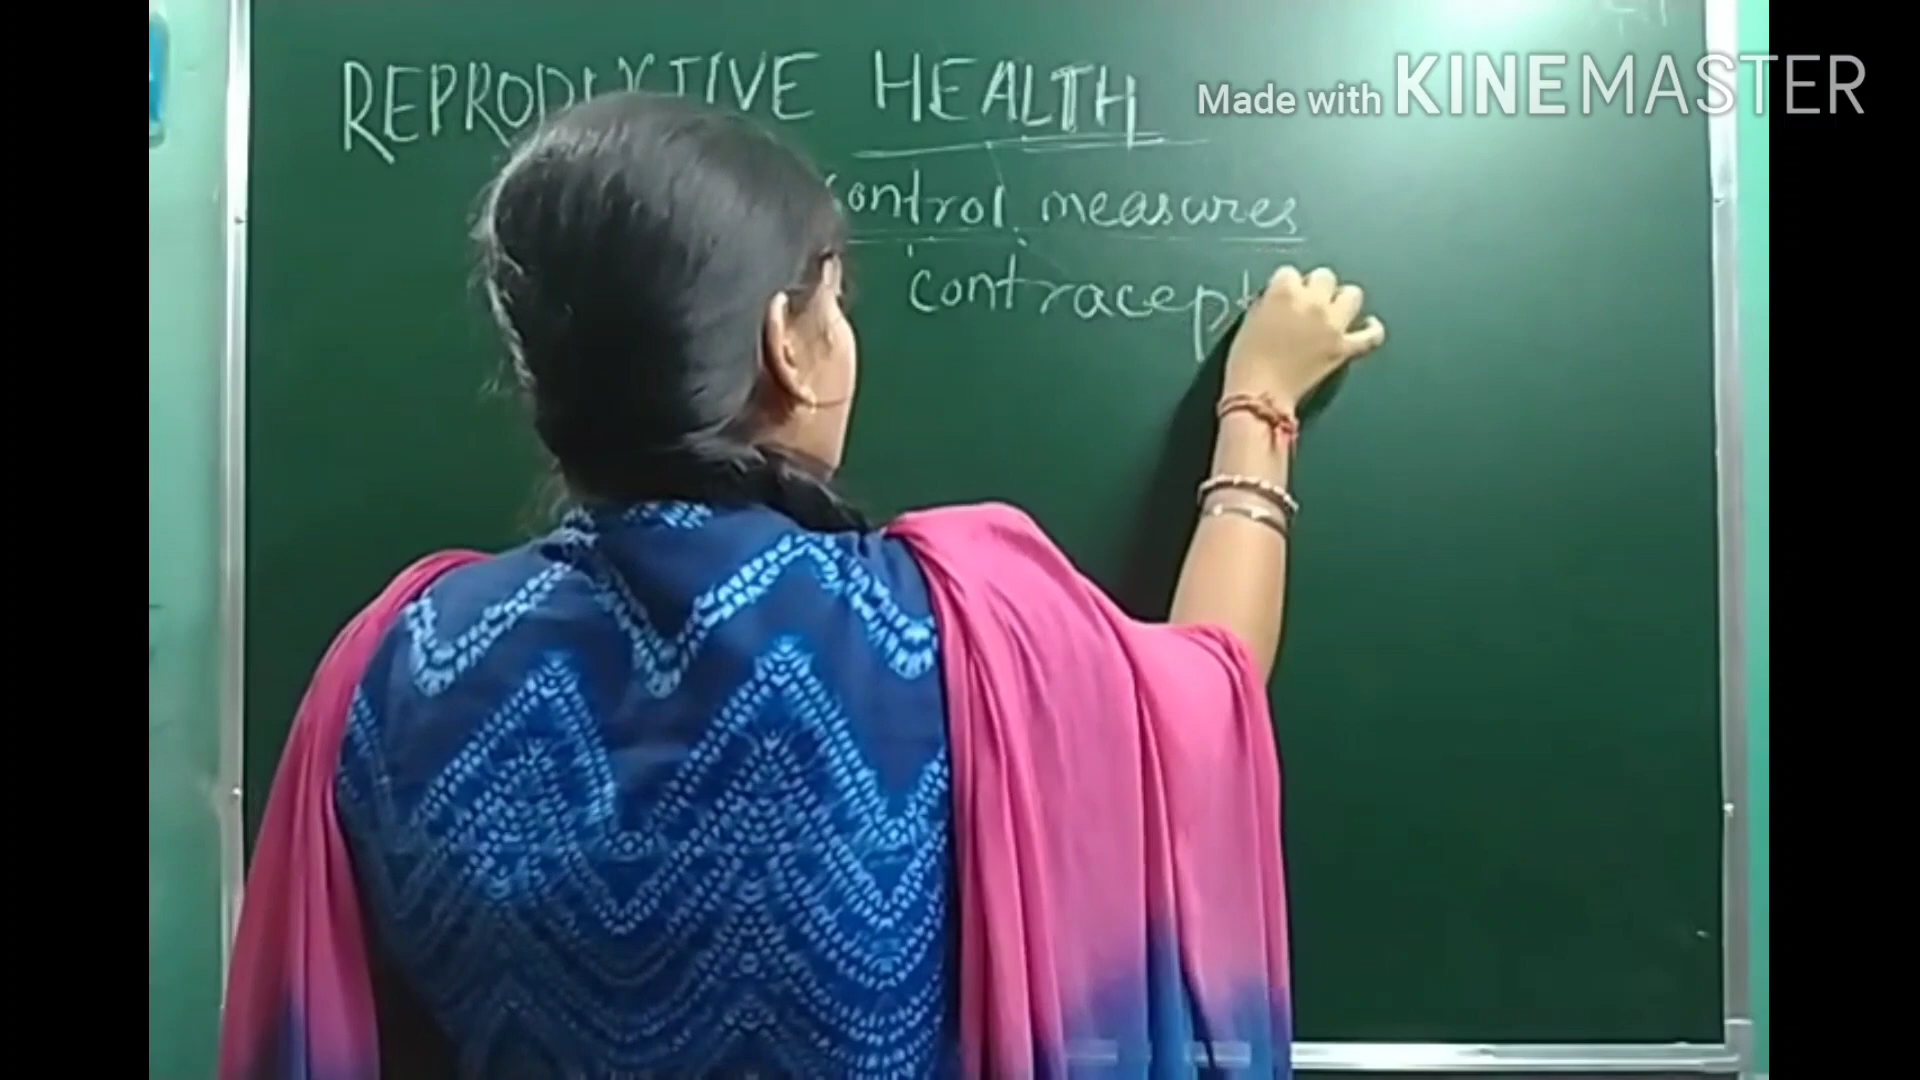 REPRODUCTIVE HEALTH
Made with KINEMASTER
control measures
contracept